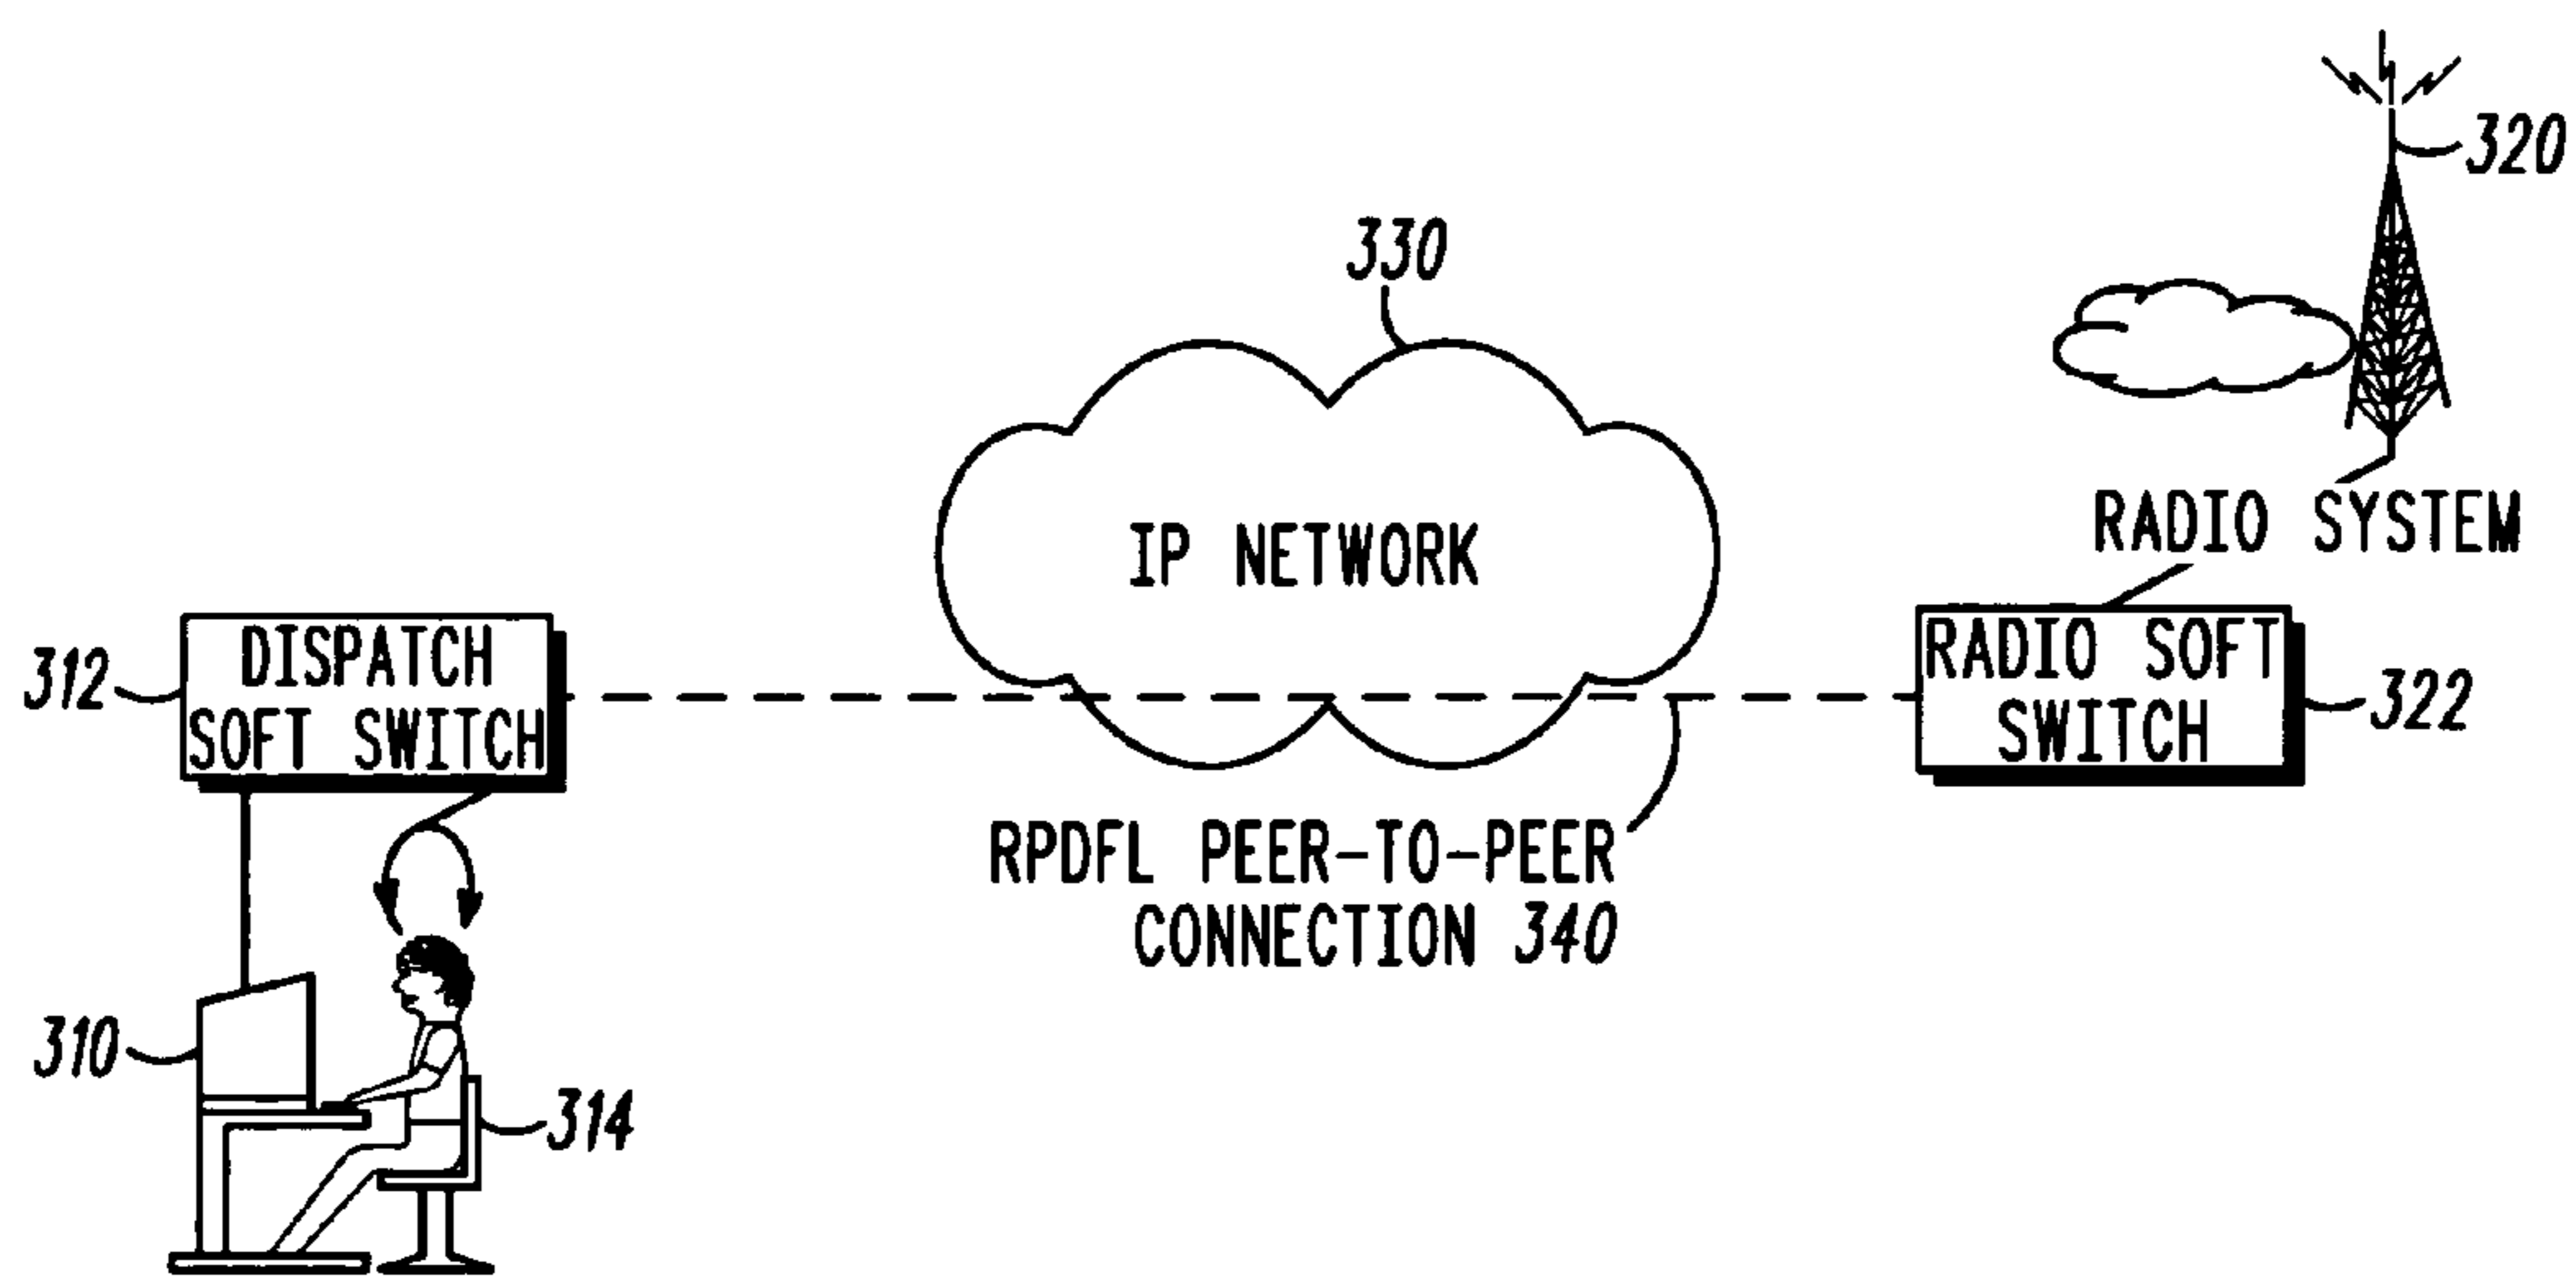 320
330
IP NETWORK
RADIO SYSTEM
312
DISPATCH
SOFT SWITCH
RADIO SOFT
SWITCH
322
RPDFL PEER-TO-PEER
CONNECTION 340
310
314